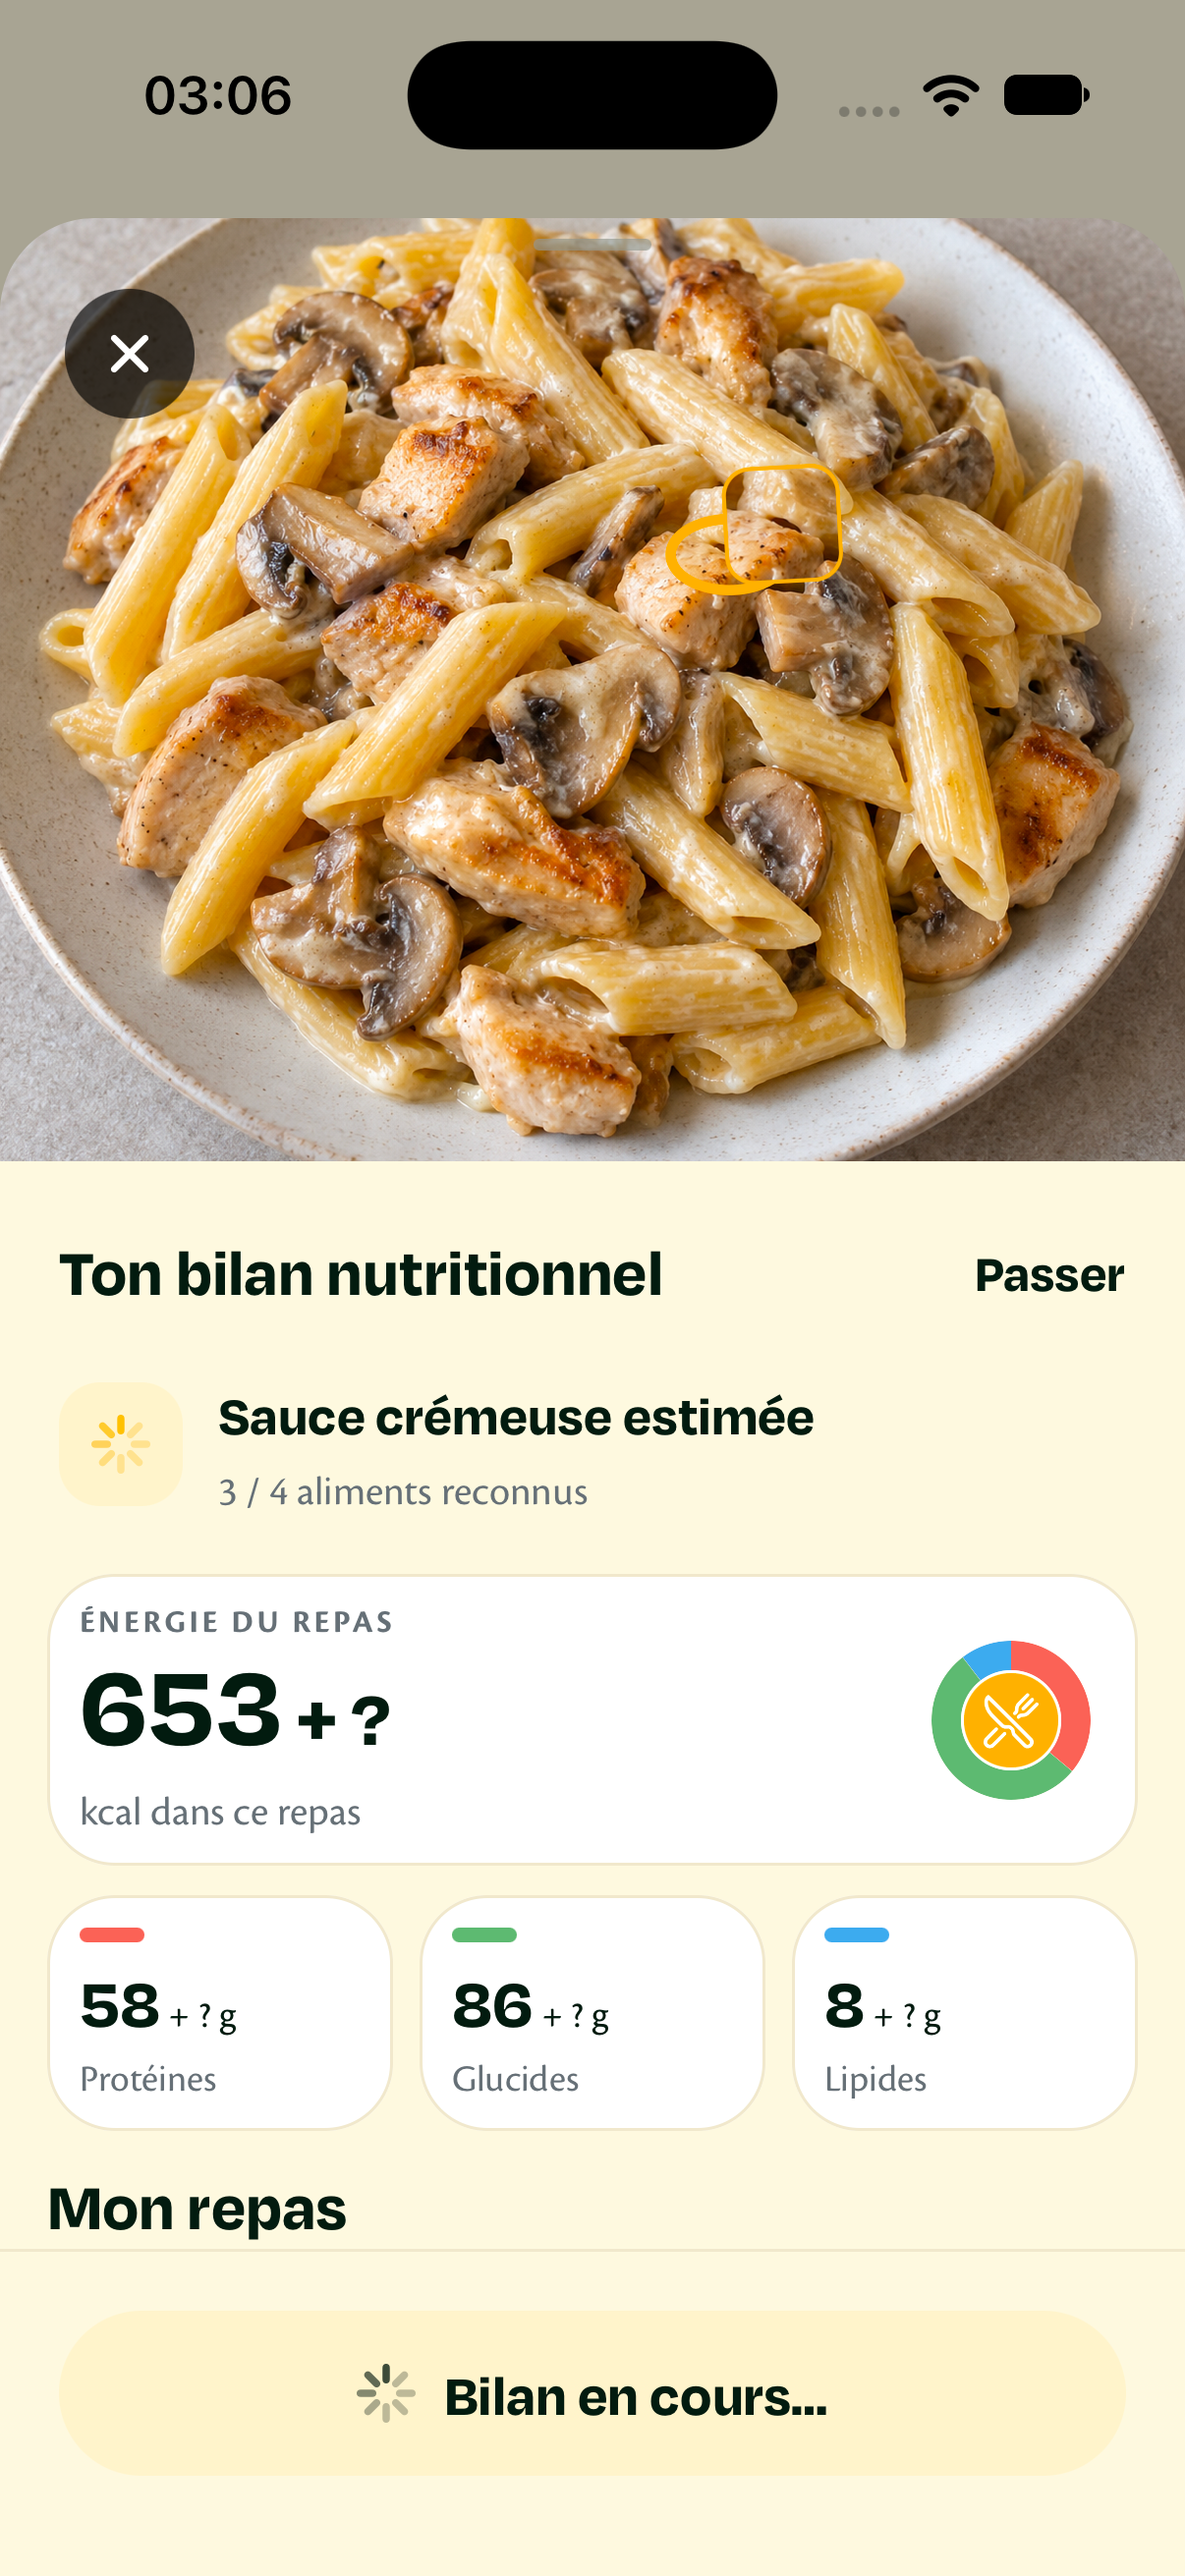 03:06
Ton bilan nutritionnel
Passer
Sauce crémeuse estimée
3 / 4 aliments reconnus
ÉNERGIE DU REPAS
653 + ?
kcal dans ce repas
58 + ? g
Protéines
86 + ? g
Glucides
8 + ? g
Lipides
Mon repas
Bilan en cours...